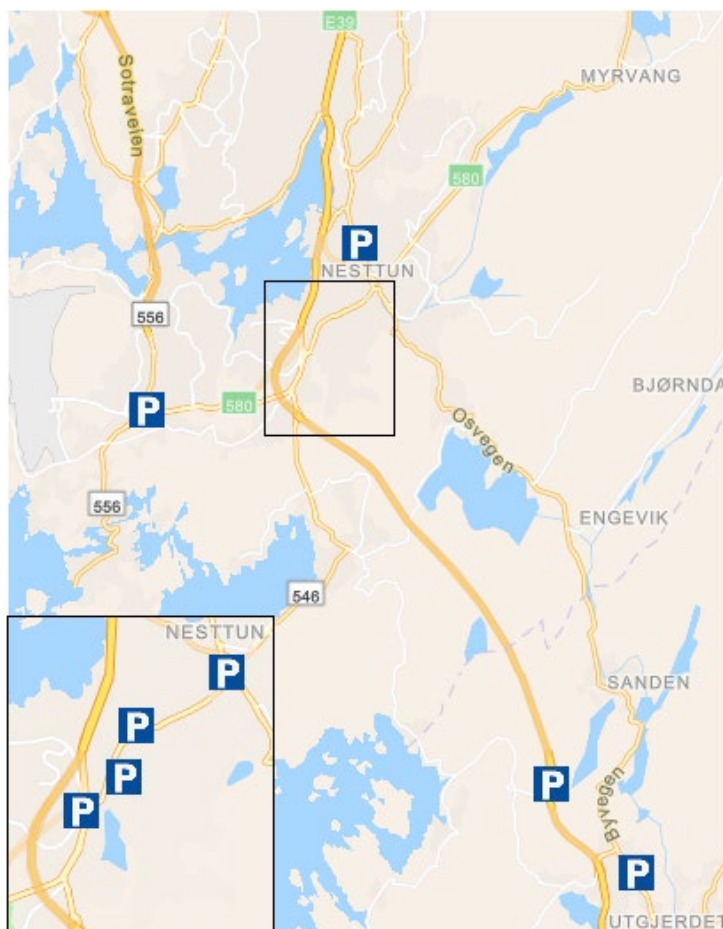 E39
MYRVANG
Sotraveien
580
P
NESTTUN
556
BJØRNDA
P
580
Osvegen
556
ENGEVIK
546
NESTTUN
P
SANDEN
P
P
P
P
Byvegen
P
UTGJERDET